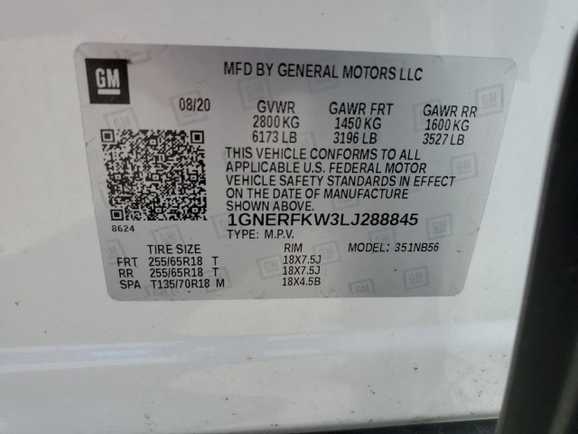 GM
MFD BY GENERAL MOTORS LLC
08/20 GVWR GAWR FRT GAWR RR
2800 KG 1450 KG 1600 KG
6173 LB 3196 LB 3527 LB
THIS VEHICLE CONFORMS TO ALL
APPLICABLE U.S. FEDERAL MOTOR
VEHICLE SAFETY STANDARDS IN EFFECT
ON THE DATE OF MANUFACTURE
SHOWN ABOVE.
8624 1GNERFKW3LJ288845
TYPE: M.P.V. MODEL: 351NB56
TIRE SIZE RIM
FRT 255/65R18 T 18X7.5J
RR 255/65R18 T 18X7.5J
SPA T135/70R18 M 18X4.5B